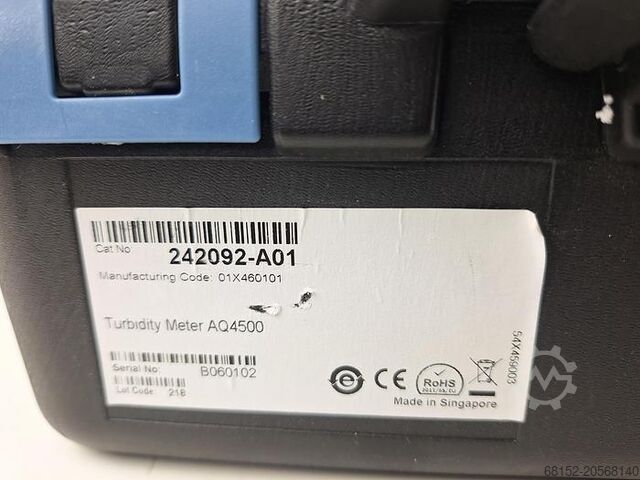 Cat No 242092-A01
Manufacturing Code: 01X460101
Turbidity Meter AQ4500
Serial No: B060102
Lot Code: 218
CE
RoHS
Made in Singapore
54X459003
68152-20568140